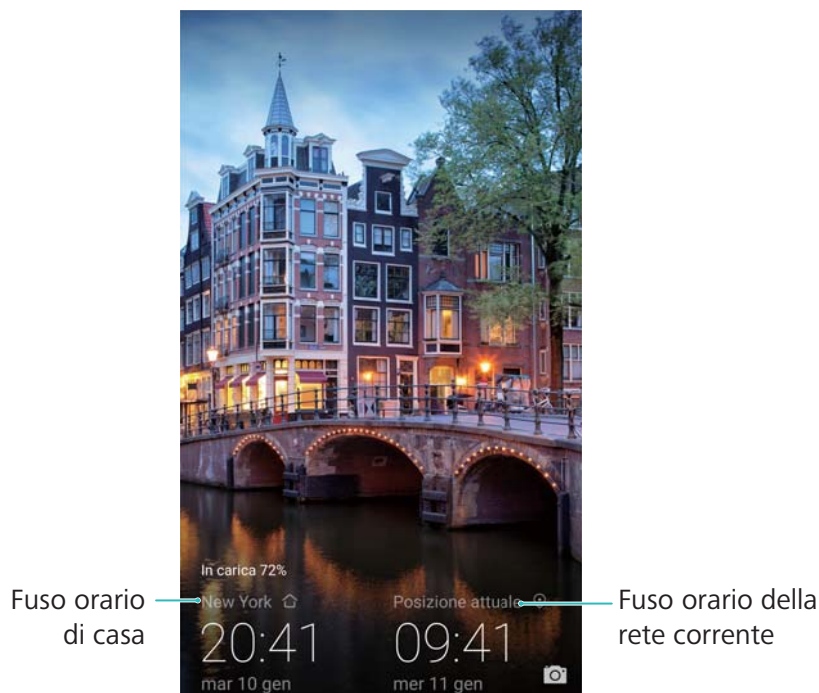 In carica 72%
Fuso orario di casa
New York
Posizione attuale
Fuso orario della rete corrente
20:41
09:41
mar 10 gen
mer 11 gen